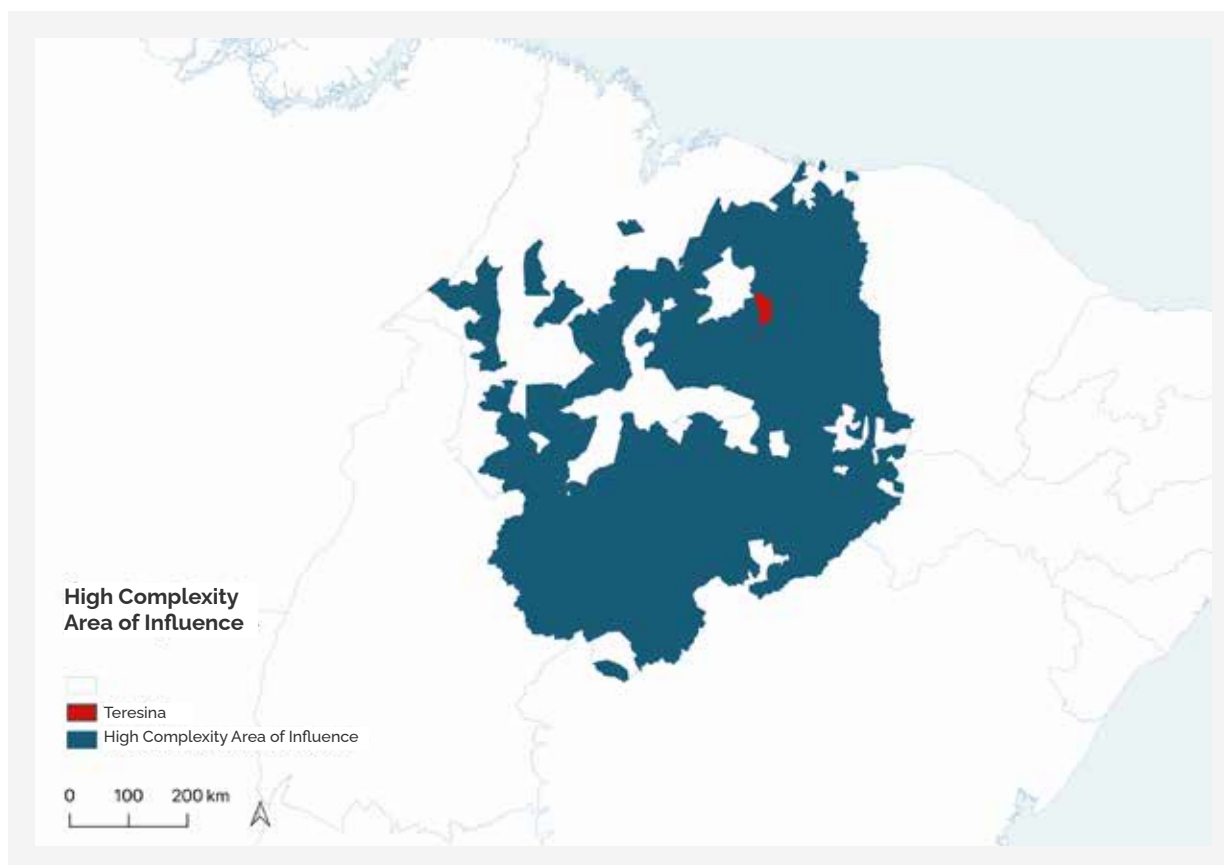 High Complexity
Area of Influence
Teresina
High Complexity Area of Influence
0 100 200 km